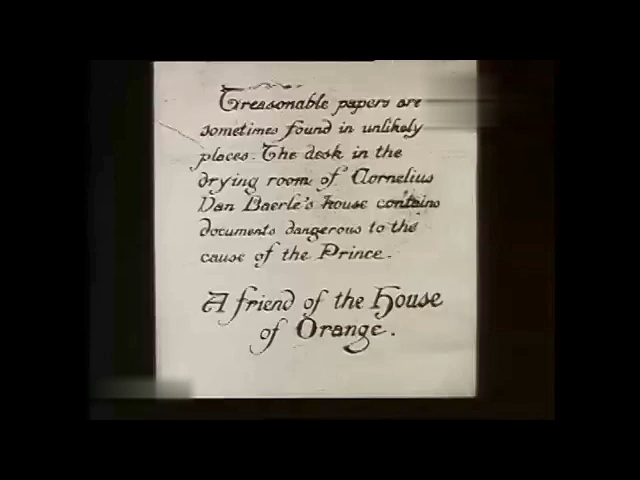 Treasonable papers are
sometimes found in unlikely
places. The desk in the
drying room of Cornelius
Van Baerle's house contains
documents dangerous to the
cause of the Prince.
A friend of the House
of Orange.